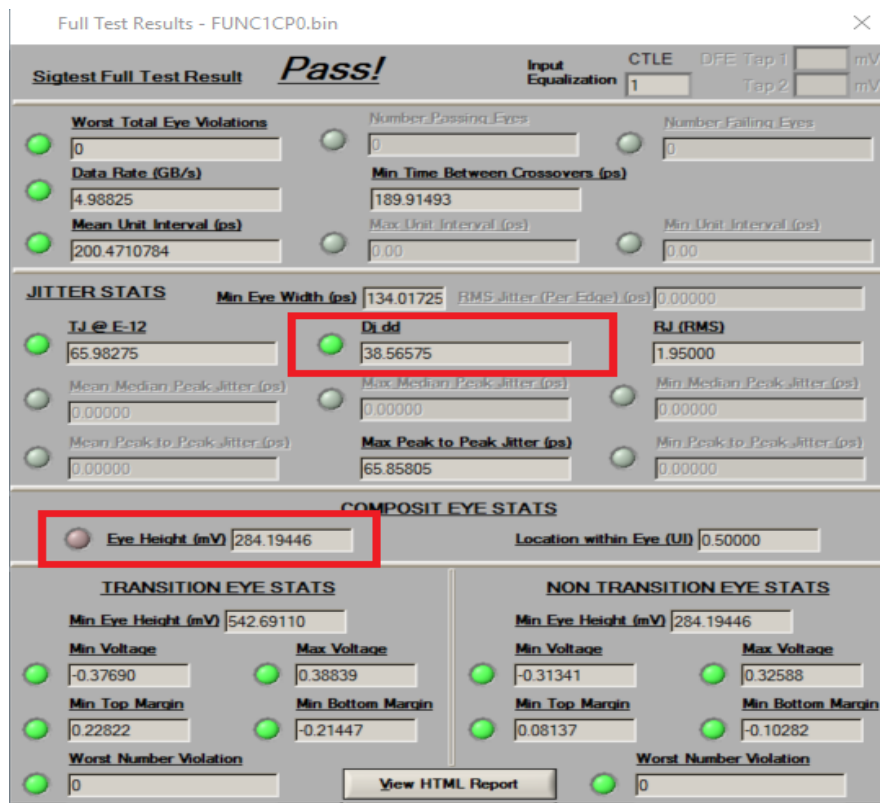 Full Test Results - FUNC1CP0.bin
Sigtest Full Test Result Pass! Input Equalization CTLE 1 DFE Tap 1 mV Tap 2 mV
Worst Total Eye Violations Number Passing Eyes Number Failing Eyes
0 0 0
Data Rate (GB/s) Min Time Between Crossovers (ps)
4.98825 189.91493
Mean Unit Interval (ps) Max Unit Interval (ps) Min Unit Interval (ps)
200.4710784 0.00 0.00
JITTER STATS Min Eye Width (ps) 134.01725 RMS Jitter (Per Edge) (ps) 0.00000
TJ @ E-12 Dj dd RJ (RMS)
65.98275 38.56575 1.95000
Mean Median Peak Jitter (ps) Max Median Peak Jitter (ps) Min Median Peak Jitter (ps)
0.00000 0.00000 0.00000
Mean Peak to Peak Jitter (ps) Max Peak to Peak Jitter (ps) Min Peak to Peak Jitter (ps)
0.00000 65.85805 0.00000
COMPOSIT EYE STATS
Eye Height (mV) 284.19446 Location within Eye (UI) 0.50000
TRANSITION EYE STATS NON TRANSITION EYE STATS
Min Eye Height (mV) 542.69110 Min Eye Height (mV) 284.19446
Min Voltage Max Voltage Min Voltage Max Voltage
-0.37690 0.38839 -0.31341 0.32588
Min Top Margin Min Bottom Margin Min Top Margin Min Bottom Margin
0.22822 -0.21447 0.08137 -0.10282
Worst Number Violation Worst Number Violation
0 View HTML Report 0